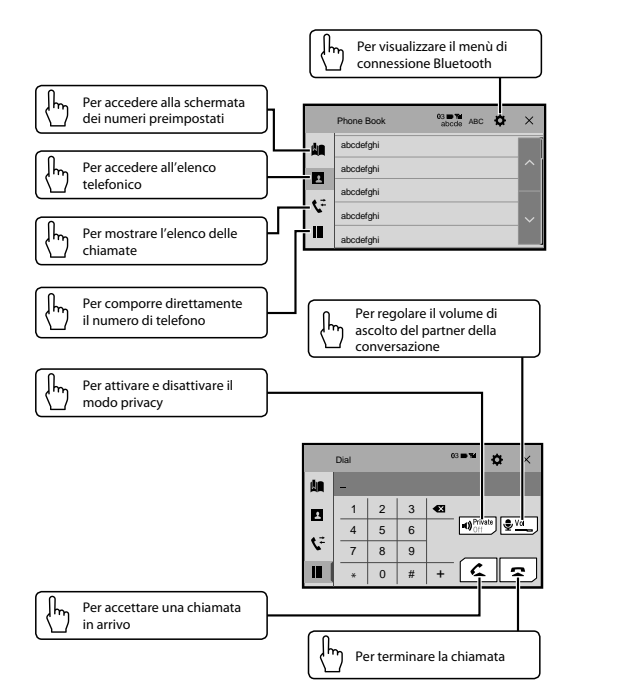 Per visualizzare il menù di
connessione Bluetooth
Per accedere alla schermata
dei numeri preimpostati
Per accedere all'elenco
telefonico
Per mostrare l'elenco delle
chiamate
Per comporre direttamente
il numero di telefono
Phone Book 03 abcde ABC
abcdefghi
abcdefghi
abcdefghi
abcdefghi
abcdefghi
Per regolare il volume di
ascolto del partner della
conversazione
Per attivare e disattivare il
modo privacy
Dial 03
–
1 2 3
4 5 6
7 8 9
* 0 # +
Private
Off
Vol
Per accettare una chiamata
in arrivo
Per terminare la chiamata